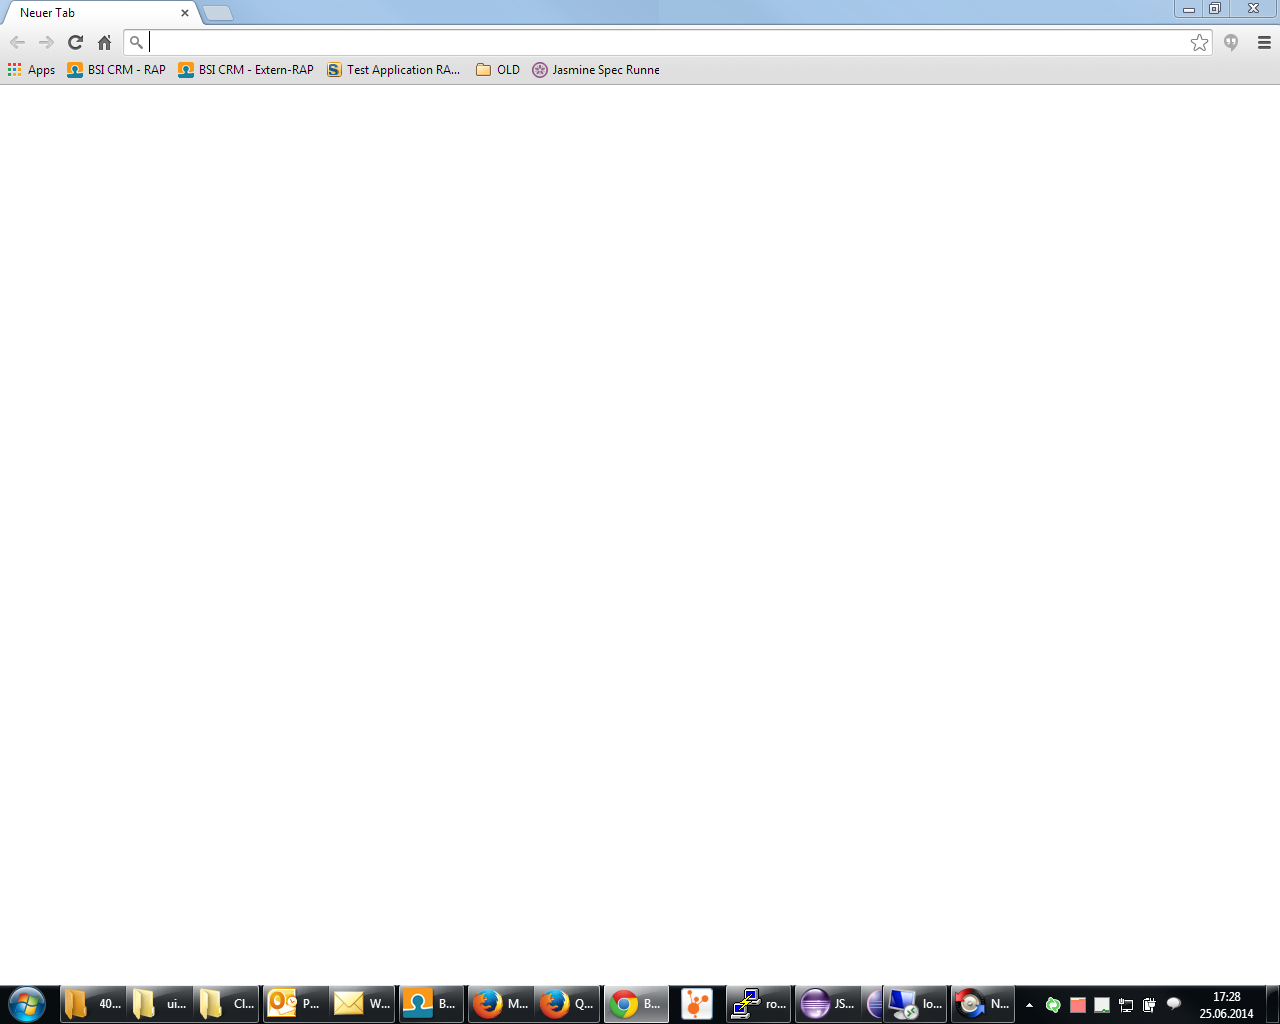 Neuer Tab
Apps BSI CRM - RAP BSI CRM - Extern-RAP Test Application RA... OLD Jasmine Spec Runne
40... ui... Cl... P... W... B... M... Q... B... ro... JS... lo... N... 17:28
25.06.2014